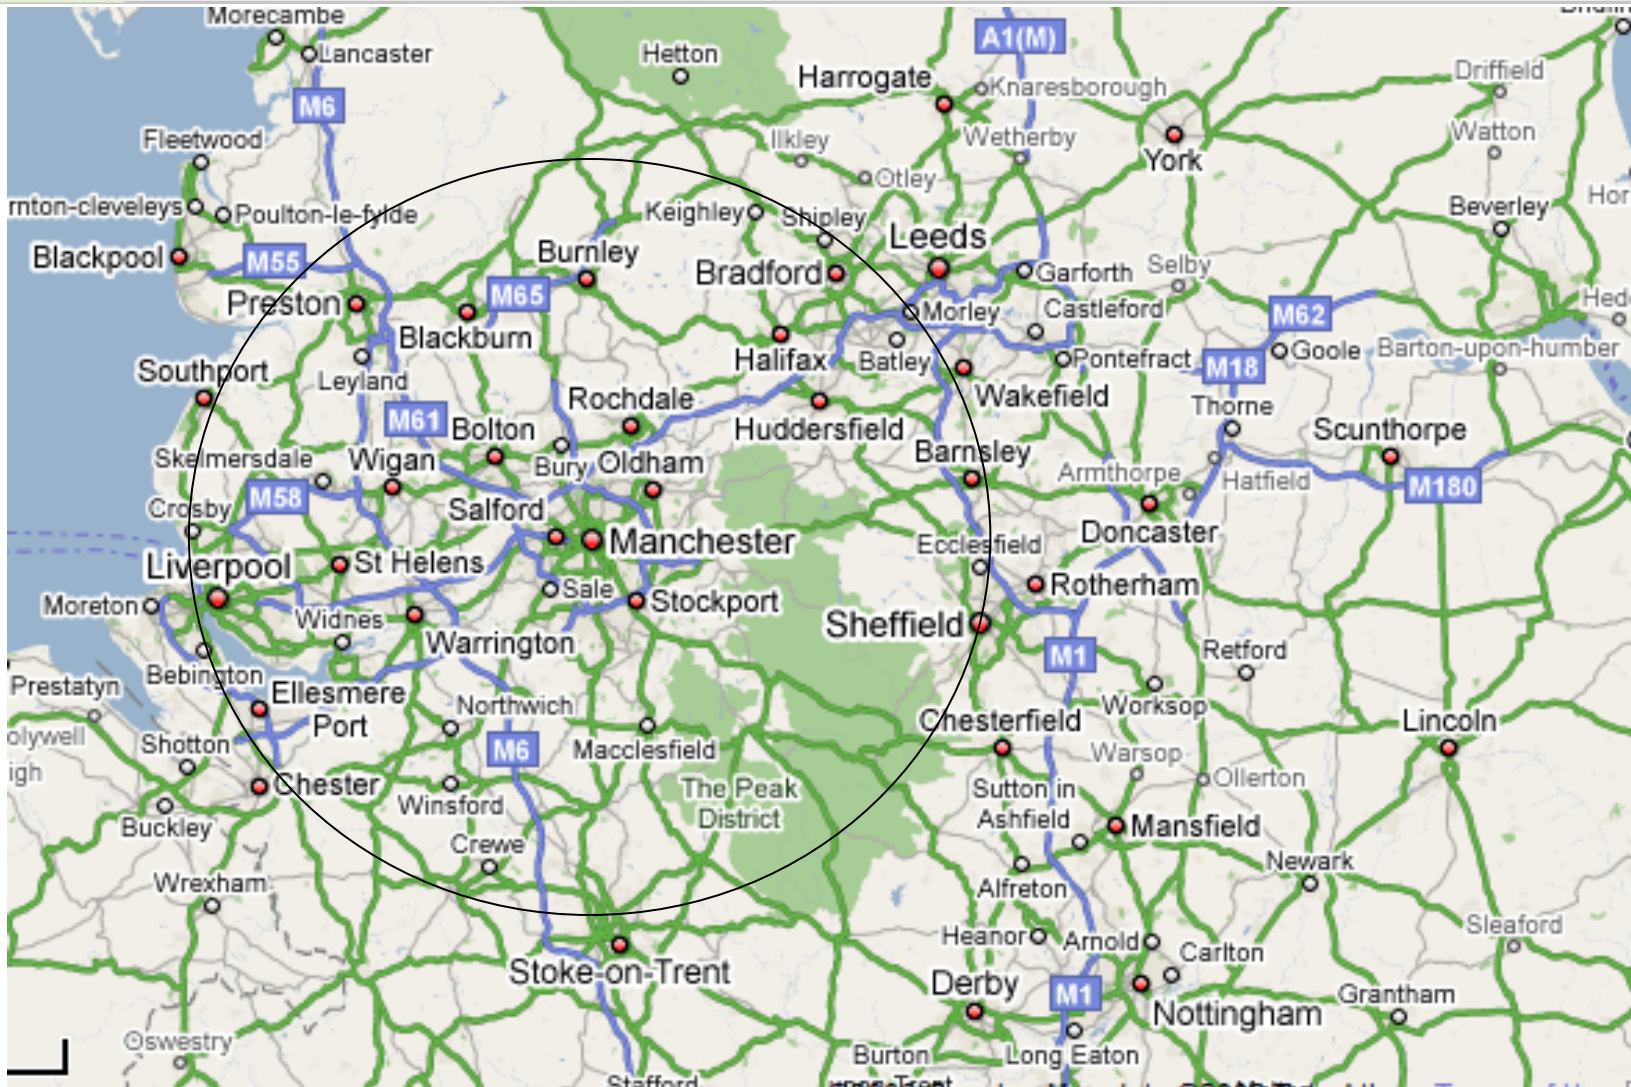 Morecambe
Lancaster
Hetton
A1(M)
Harrogate
Knaresborough
Driffield
M6
Fleetwood
Ilkley
Wetherby
Watton
York
Otley
rnton-cleveleys
Poulton-le-fylde
Keighley
Shipley
Beverley
Hor
Blackpool
M55
Burnley
Leeds
Bradford
Garforth
Selby
Preston
M65
Morley
Castleford
M62
Hed
Blackburn
Halifax
Batley
Pontefract
M18
Goole
Barton-upon-humber
Southport
Leyland
Rochdale
Wakefield
Thorne
M61
Bolton
Huddersfield
Barnsley
Scunthorpe
Skelmersdale
Wigan
Bury
Oldham
Armthorpe
Hatfield
M180
M58
Crosby
Salford
Manchester
Ecclesfield
Doncaster
Liverpool
St Helens
Moreton
Sale
Stockport
Rotherham
Widnes
Warrington
Sheffield
M1
Retford
Bebington
Prestatyn
Ellesmere
Port
Northwich
Worksop
olywell
Shotton
M6
Macclesfield
Chesterfield
Warsop
Lincoln
igh
Chester
Winsford
The Peak
District
Sutton in
Ashfield
Ollerton
Buckley
Crewe
Mansfield
Wrexham
Alfreton
Newark
Heanor
Arnold
Carlton
Sleaford
Stoke-on-Trent
Derby
M1
Nottingham
Grantham
Oswestry
Burton
Long Eaton
Stafford